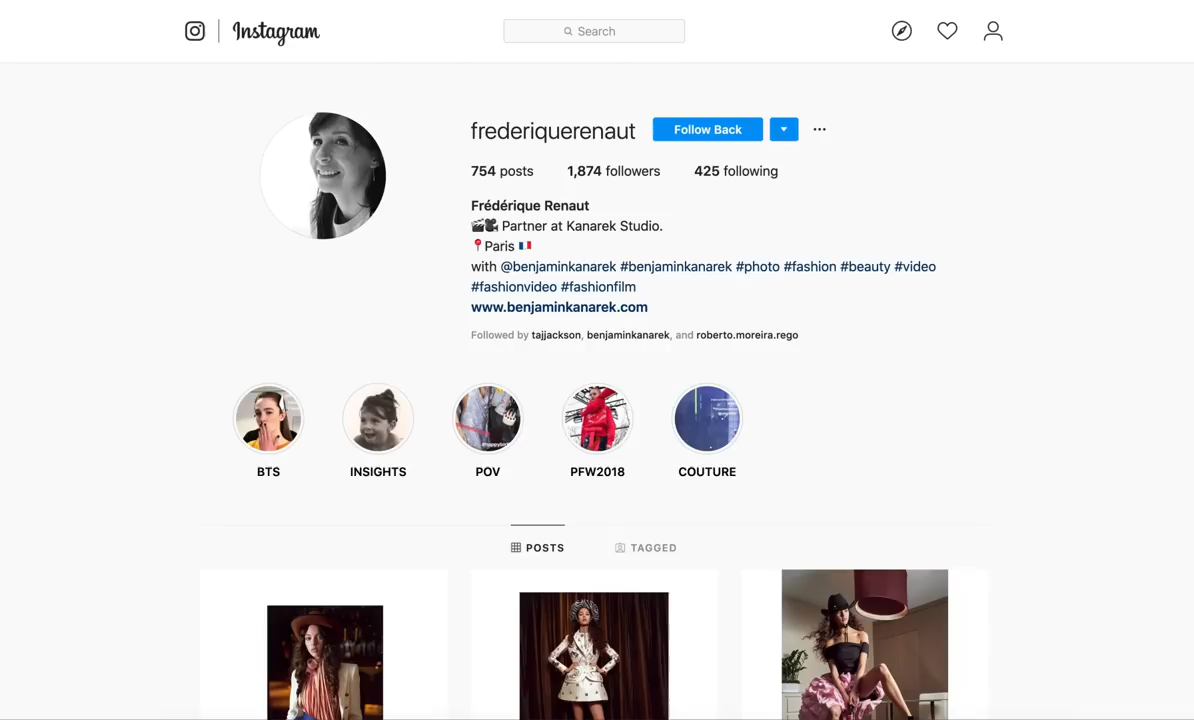 Instagram
Search
frederiquerenaut Follow Back
754 posts 1,874 followers 425 following
Frédérique Renaut
🎬🎥 Partner at Kanarek Studio.
📍Paris 🇫🇷
with @benjaminkanarek #benjaminkanarek #photo #fashion #beauty #video
#fashionvideo #fashionfilm
www.benjaminkanarek.com
Followed by tajjackson, benjaminkanarek, and roberto.moreira.rego
BTS INSIGHTS POV PFW2018 COUTURE
POSTS TAGGED